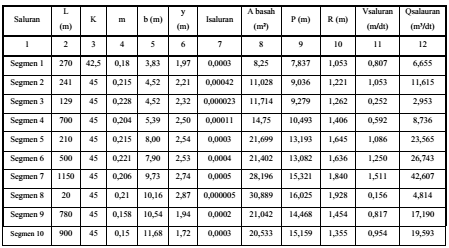 Saluran L (m) K m b (m) y (m) Isaluran A basah (m²) P (m) R (m) Vsaluran (m/dt) Qsaluran (m³/dt)
1 2 3 4 5 6 7 8 9 10 11 12
Segmen 1 270 42,5 0,18 3,83 1,97 0,0003 8,25 7,837 1,053 0,807 6,655
Segmen 2 241 45 0,215 4,52 2,21 0,00042 11,028 9,036 1,221 1,053 11,615
Segmen 3 129 45 0,228 4,52 2,32 0,000023 11,714 9,279 1,262 0,252 2,953
Segmen 4 700 45 0,204 5,39 2,50 0,00011 14,75 10,493 1,406 0,592 8,736
Segmen 5 210 45 0,215 8,00 2,54 0,0003 21,699 13,193 1,645 1,086 23,565
Segmen 6 500 45 0,221 7,90 2,53 0,0004 21,402 13,082 1,636 1,250 26,743
Segmen 7 1150 45 0,206 9,73 2,74 0,0005 28,196 15,321 1,840 1,511 42,607
Segmen 8 20 45 0,21 10,16 2,87 0,000005 30,889 16,025 1,928 0,156 4,814
Segmen 9 780 45 0,158 10,54 1,94 0,0002 21,042 14,468 1,454 0,817 17,190
Segmen 10 900 45 0,15 11,68 1,72 0,0003 20,533 15,159 1,355 0,954 19,593